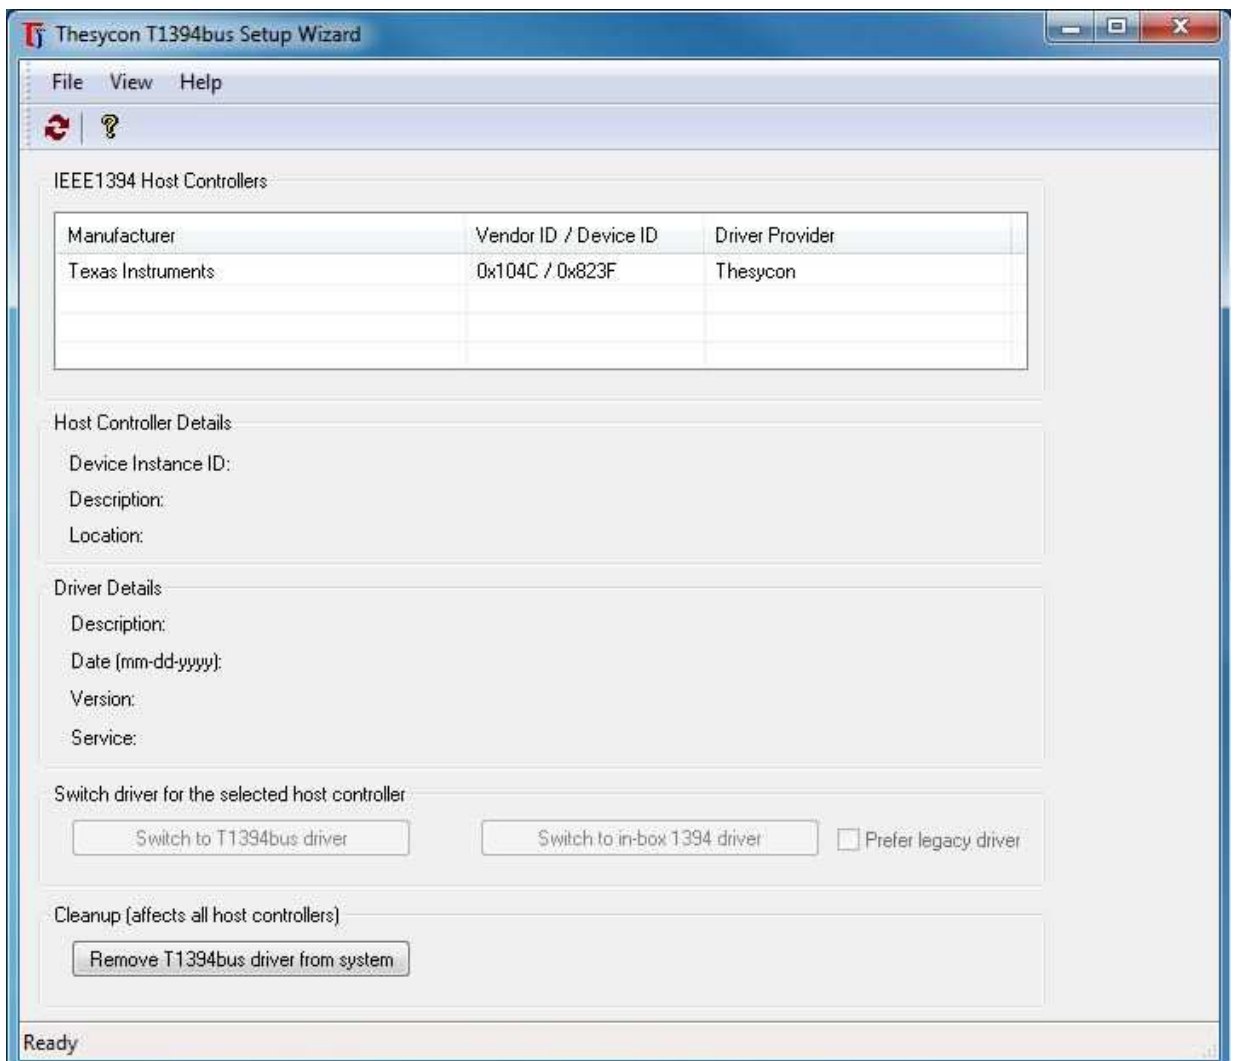 Thesycon T1394bus Setup Wizard
File View Help
IEEE1394 Host Controllers
Manufacturer Vendor ID / Device ID Driver Provider
Texas Instruments 0x104C / 0x823F Thesycon
Host Controller Details
Device Instance ID:
Description:
Location:
Driver Details
Description:
Date (mm-dd-yyyy):
Version:
Service:
Switch driver for the selected host controller
Switch to T1394bus driver Switch to in-box 1394 driver Prefer legacy driver
Cleanup (affects all host controllers)
Remove T1394bus driver from system
Ready